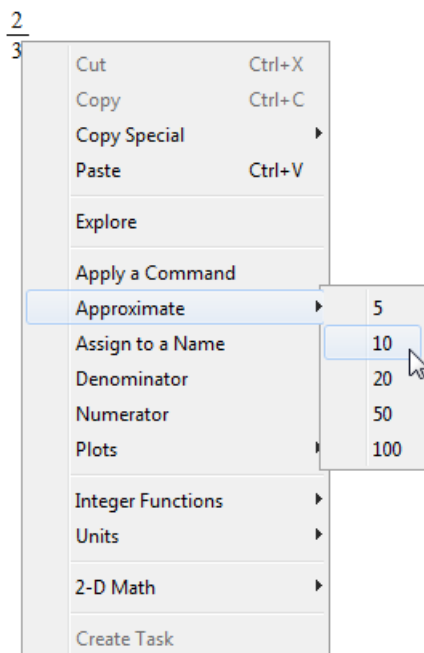 2
3
Cut Ctrl+X
Copy Ctrl+C
Copy Special
Paste Ctrl+V
Explore
Apply a Command
Approximate 5
Assign to a Name 10
Denominator 20
Numerator 50
Plots 100
Integer Functions
Units
2-D Math
Create Task